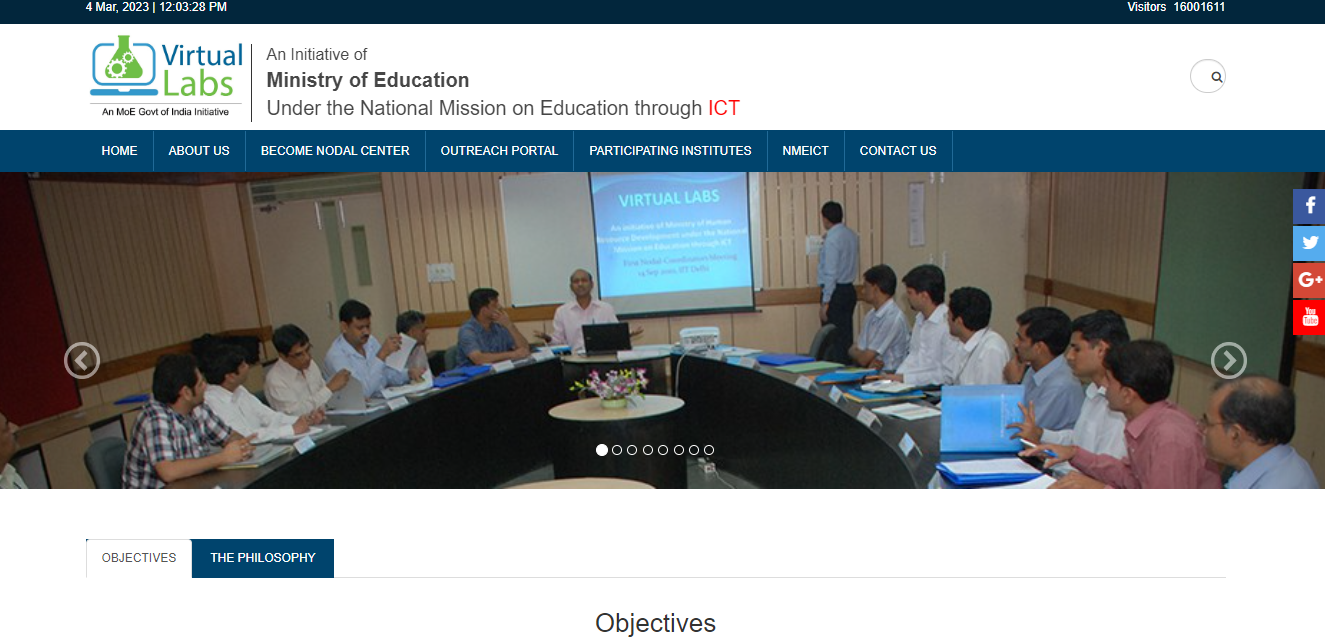 4 Mar, 2023 | 12:03:28 PM
Visitors 16001611
Virtual
Labs
An MoE Govt of India Initiative
An Initiative of
Ministry of Education
Under the National Mission on Education through ICT
HOME
ABOUT US
BECOME NODAL CENTER
OUTREACH PORTAL
PARTICIPATING INSTITUTES
NMEICT
CONTACT US
VIRTUAL LABS
An initiative of Ministry of Human
Resource Development under the National
Mission on Education through ICT
First Nodal-Coordinators Meeting
IIT Delhi
f
G+
You
Tube
OBJECTIVES
THE PHILOSOPHY
Objectives